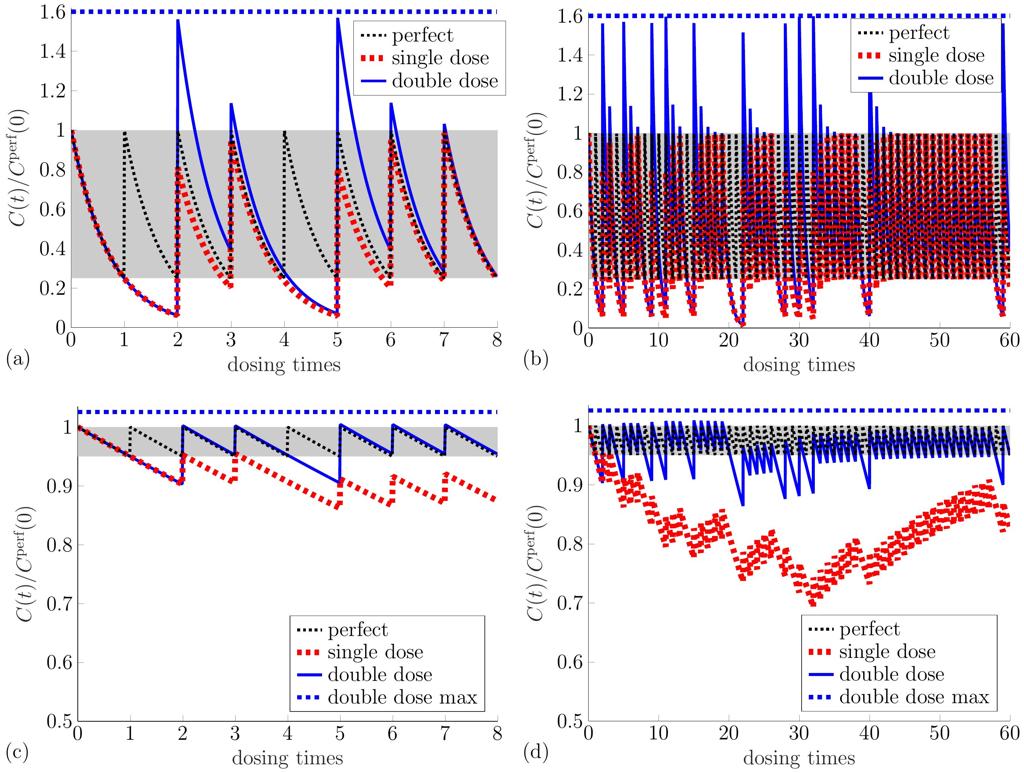 1.6
1.4
1.2
1
0.8
0.6
0.4
0.2
0
C(t)/C^perf(0)
perfect
single dose
double dose
0 1 2 3 4 5 6 7 8
dosing times
(a)
1.6
1.4
1.2
1
0.8
0.6
0.4
0.2
0
C(t)/C^perf(0)
perfect
single dose
double dose
0 10 20 30 40 50 60
dosing times
(b)
1
0.9
0.8
0.7
0.6
0.5
C(t)/C^perf(0)
perfect
single dose
double dose
double dose max
0 1 2 3 4 5 6 7 8
dosing times
(c)
1
0.9
0.8
0.7
0.6
0.5
C(t)/C^perf(0)
perfect
single dose
double dose
double dose max
0 10 20 30 40 50 60
dosing times
(d)